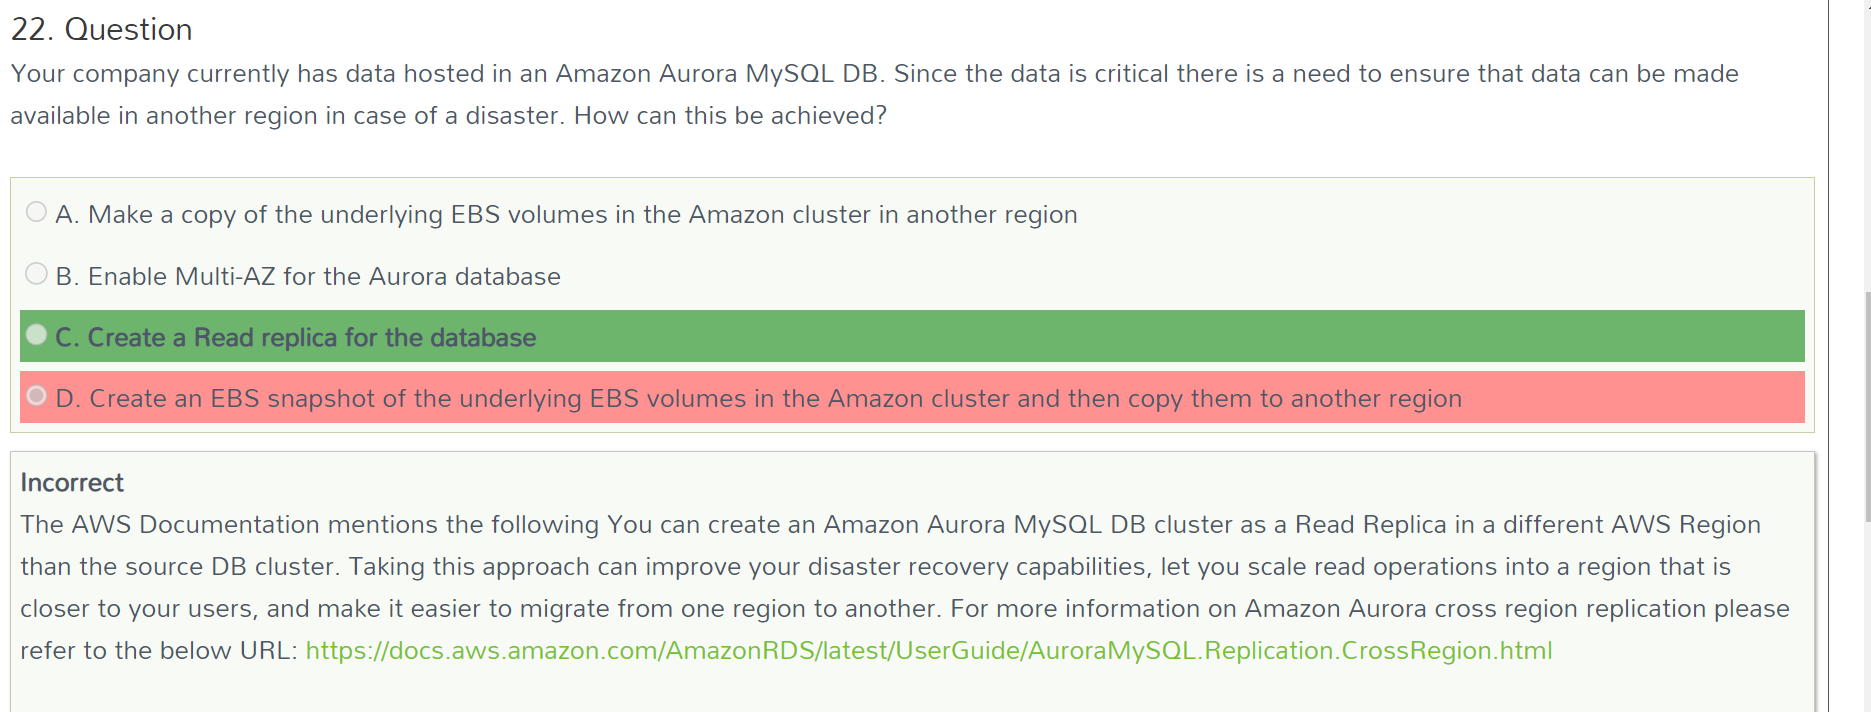 22. Question
Your company currently has data hosted in an Amazon Aurora MySQL DB. Since the data is critical there is a need to ensure that data can be made
available in another region in case of a disaster. How can this be achieved?
A. Make a copy of the underlying EBS volumes in the Amazon cluster in another region
B. Enable Multi-AZ for the Aurora database
C. Create a Read replica for the database
D. Create an EBS snapshot of the underlying EBS volumes in the Amazon cluster and then copy them to another region
Incorrect
The AWS Documentation mentions the following You can create an Amazon Aurora MySQL DB cluster as a Read Replica in a different AWS Region
than the source DB cluster. Taking this approach can improve your disaster recovery capabilities, let you scale read operations into a region that is
closer to your users, and make it easier to migrate from one region to another. For more information on Amazon Aurora cross region replication please
refer to the below URL: https://docs.aws.amazon.com/AmazonRDS/latest/UserGuide/AuroraMySQL.Replication.CrossRegion.html